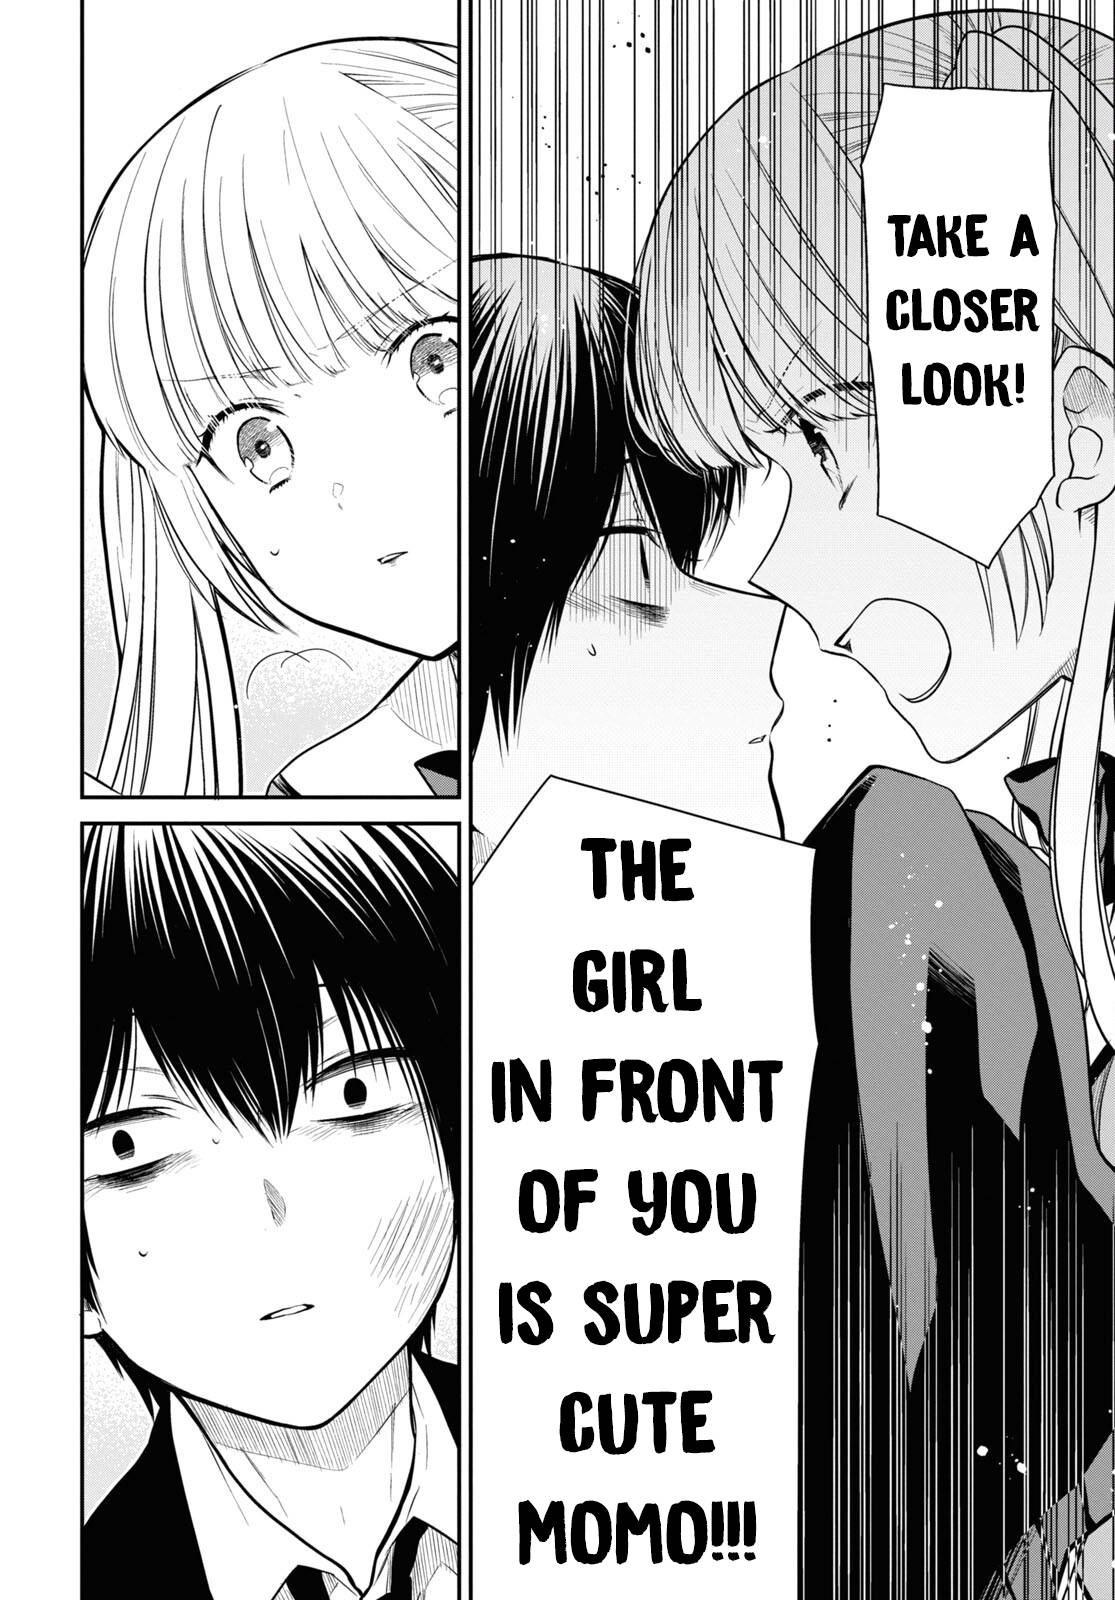 TAKE A
CLOSER
LOOK!
THE
GIRL
IN FRONT
OF YOU
IS SUPER
CUTE
MOMO!!!